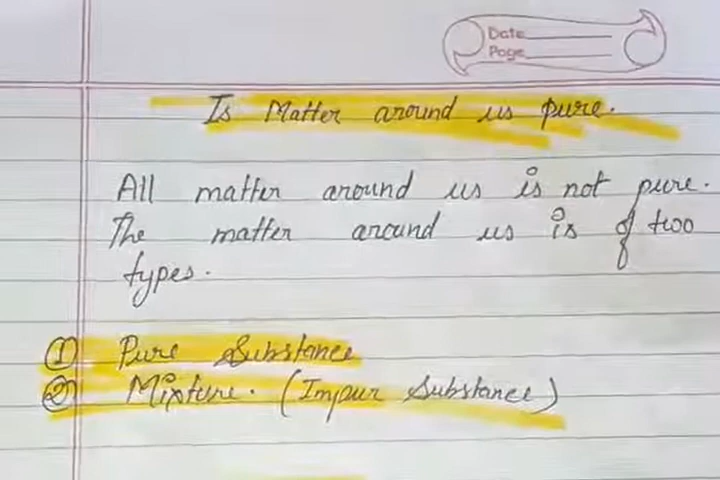 Date
Page
Is Matter around us pure.
All matter around us is not pure.
The matter around us is of two
types.
① Pure Substance
② Mixture. (Impur Substance)